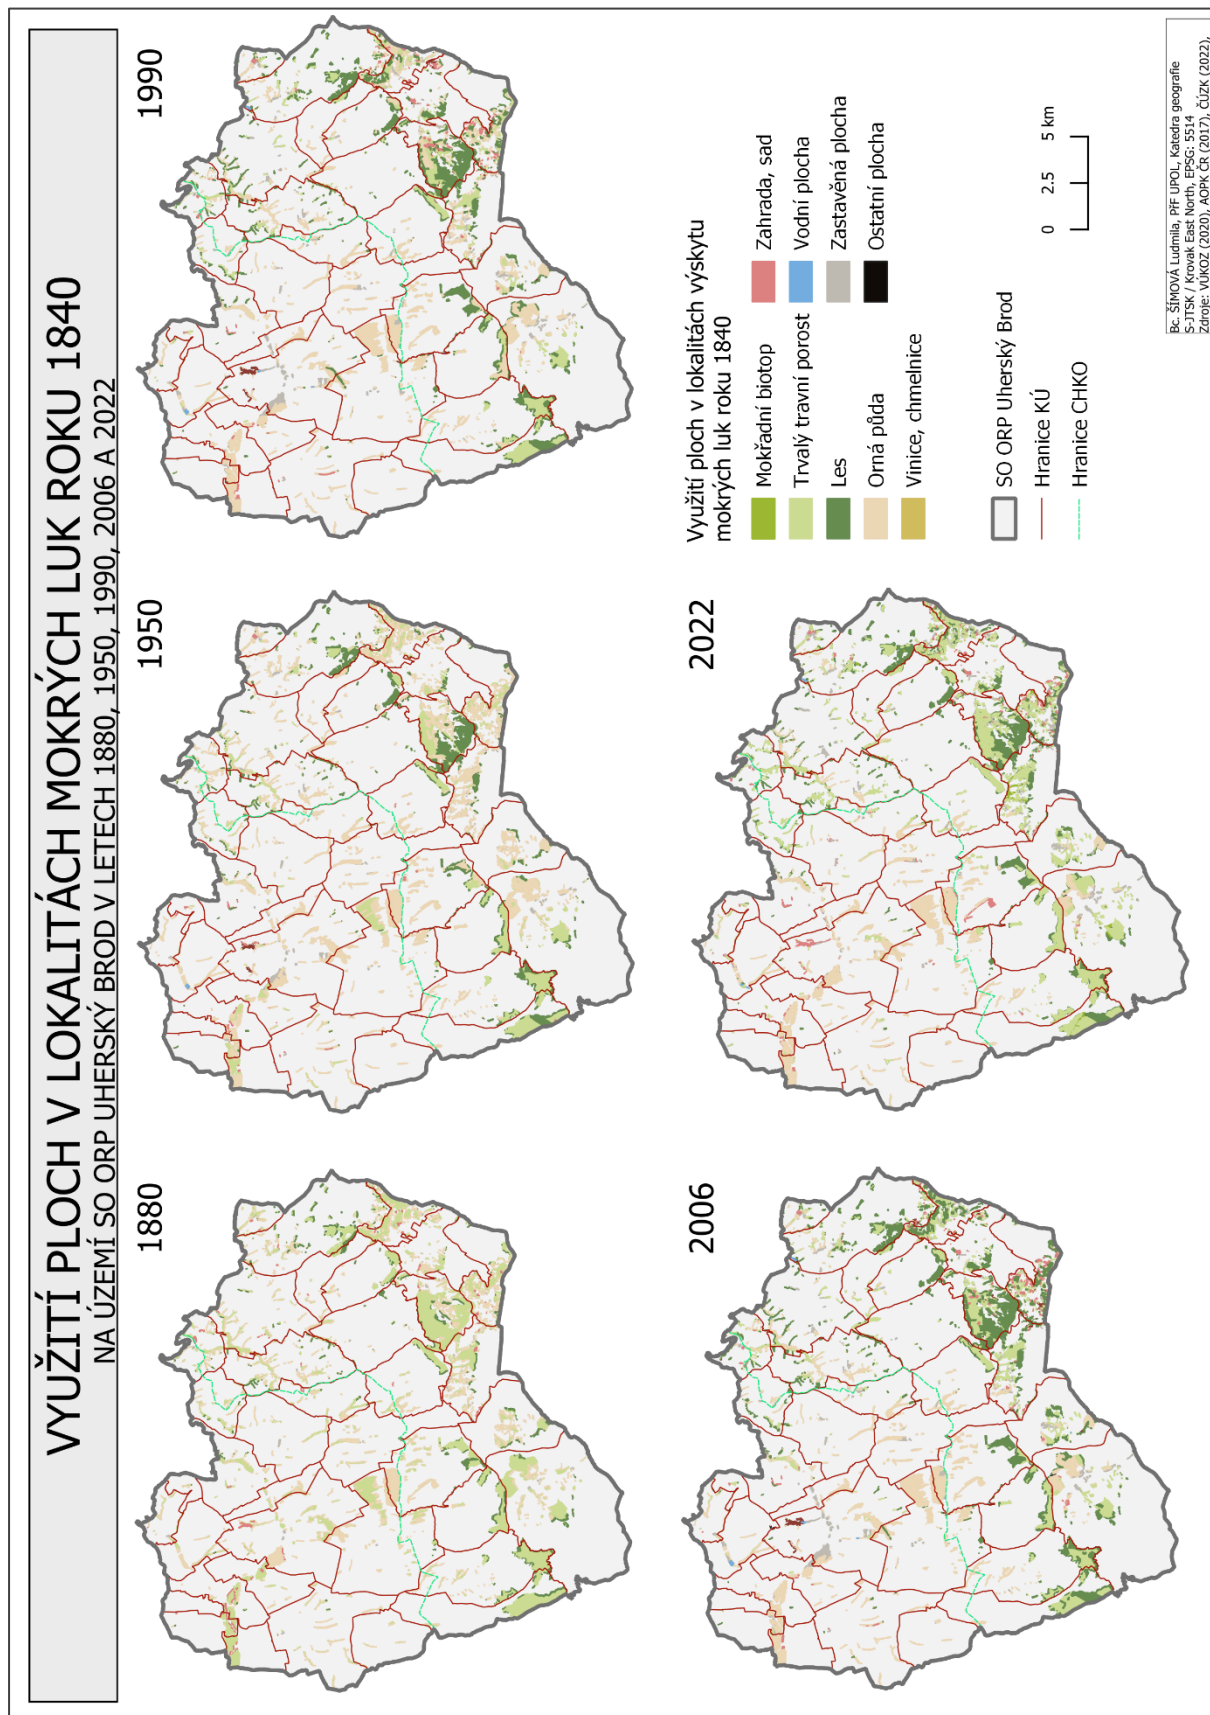 VYUŽITÍ PLOCH V LOKALITÁCH MOKRÝCH LUK ROKU 1840
NA ÚZEMÍ SO ORP UHERSKÝ BROD V LETECH 1880, 1950, 1990, 2006 A 2022
1880
1950
1990
2006
2022
Využití ploch v lokalitách výskytu
mokrých luk roku 1840
Mokřadní biotop
Trvalý travní porost
Les
Orná půda
Vinice, chmelnice
Zahrada, sad
Vodní plocha
Zastavěná plocha
Ostatní plocha
SO ORP Uherský Brod
Hranice KÚ
Hranice CHKO
0 2.5 5 km
Bc. ŠÍMOVÁ Ludmila, PřF UPOL, Katedra geografie
S-JTSK / Krovak East North, EPSG: 5514
Zdroje: VÚKOZ (2020), AOPK ČR (2017), ČÚZK (2022),